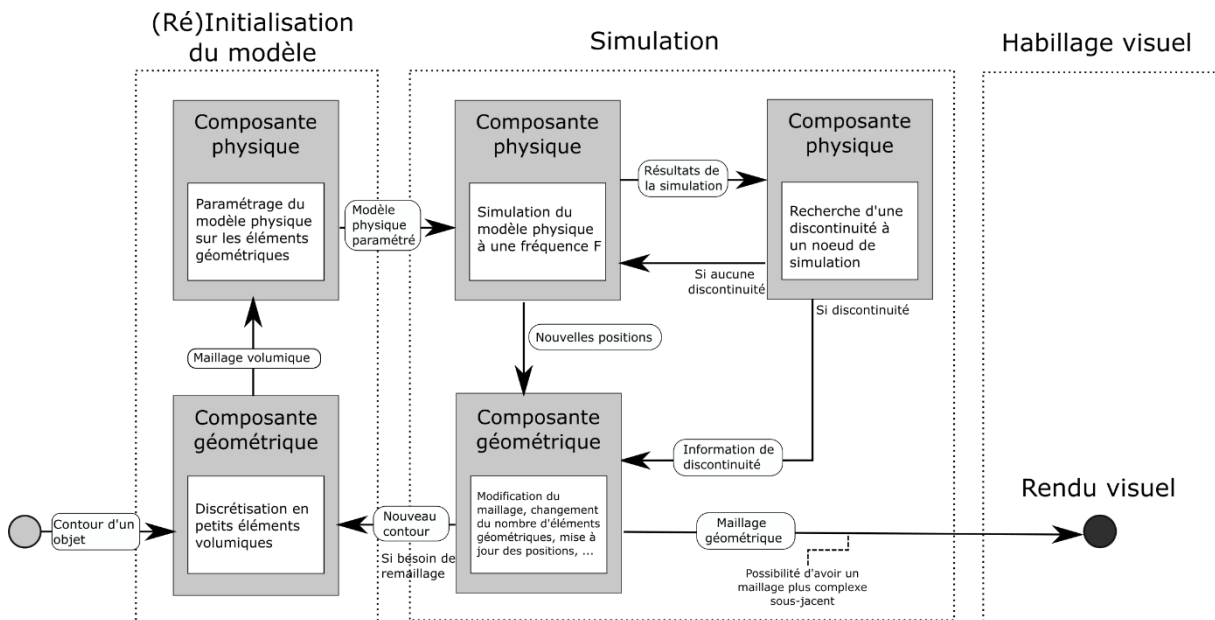 (Ré)Initialisation
du modèle
Simulation
Habillage visuel
Composante
physique
Paramétrage du
modèle physique
sur les éléments
géométriques
Modèle
physique
paramétré
Composante
physique
Simulation du
modèle physique
à une fréquence F
Résultats de
la simulation
Composante
physique
Recherche d'une
discontinuité à
un noeud de
simulation
Si aucune
discontinuité
Si discontinuité
Nouvelles positions
Maillage volumique
Composante
géométrique
Discrétisation en
petits éléments
volumiques
Contour d'un
objet
Nouveau
contour
Si besoin de
remaillage
Composante
géométrique
Modification du
maillage, changement
du nombre d'éléments
géométriques, mise à
jour des positions, ...
Information de
discontinuité
Maillage
géométrique
Possibilité d'avoir un
maillage plus complexe
sous-jacent
Rendu visuel